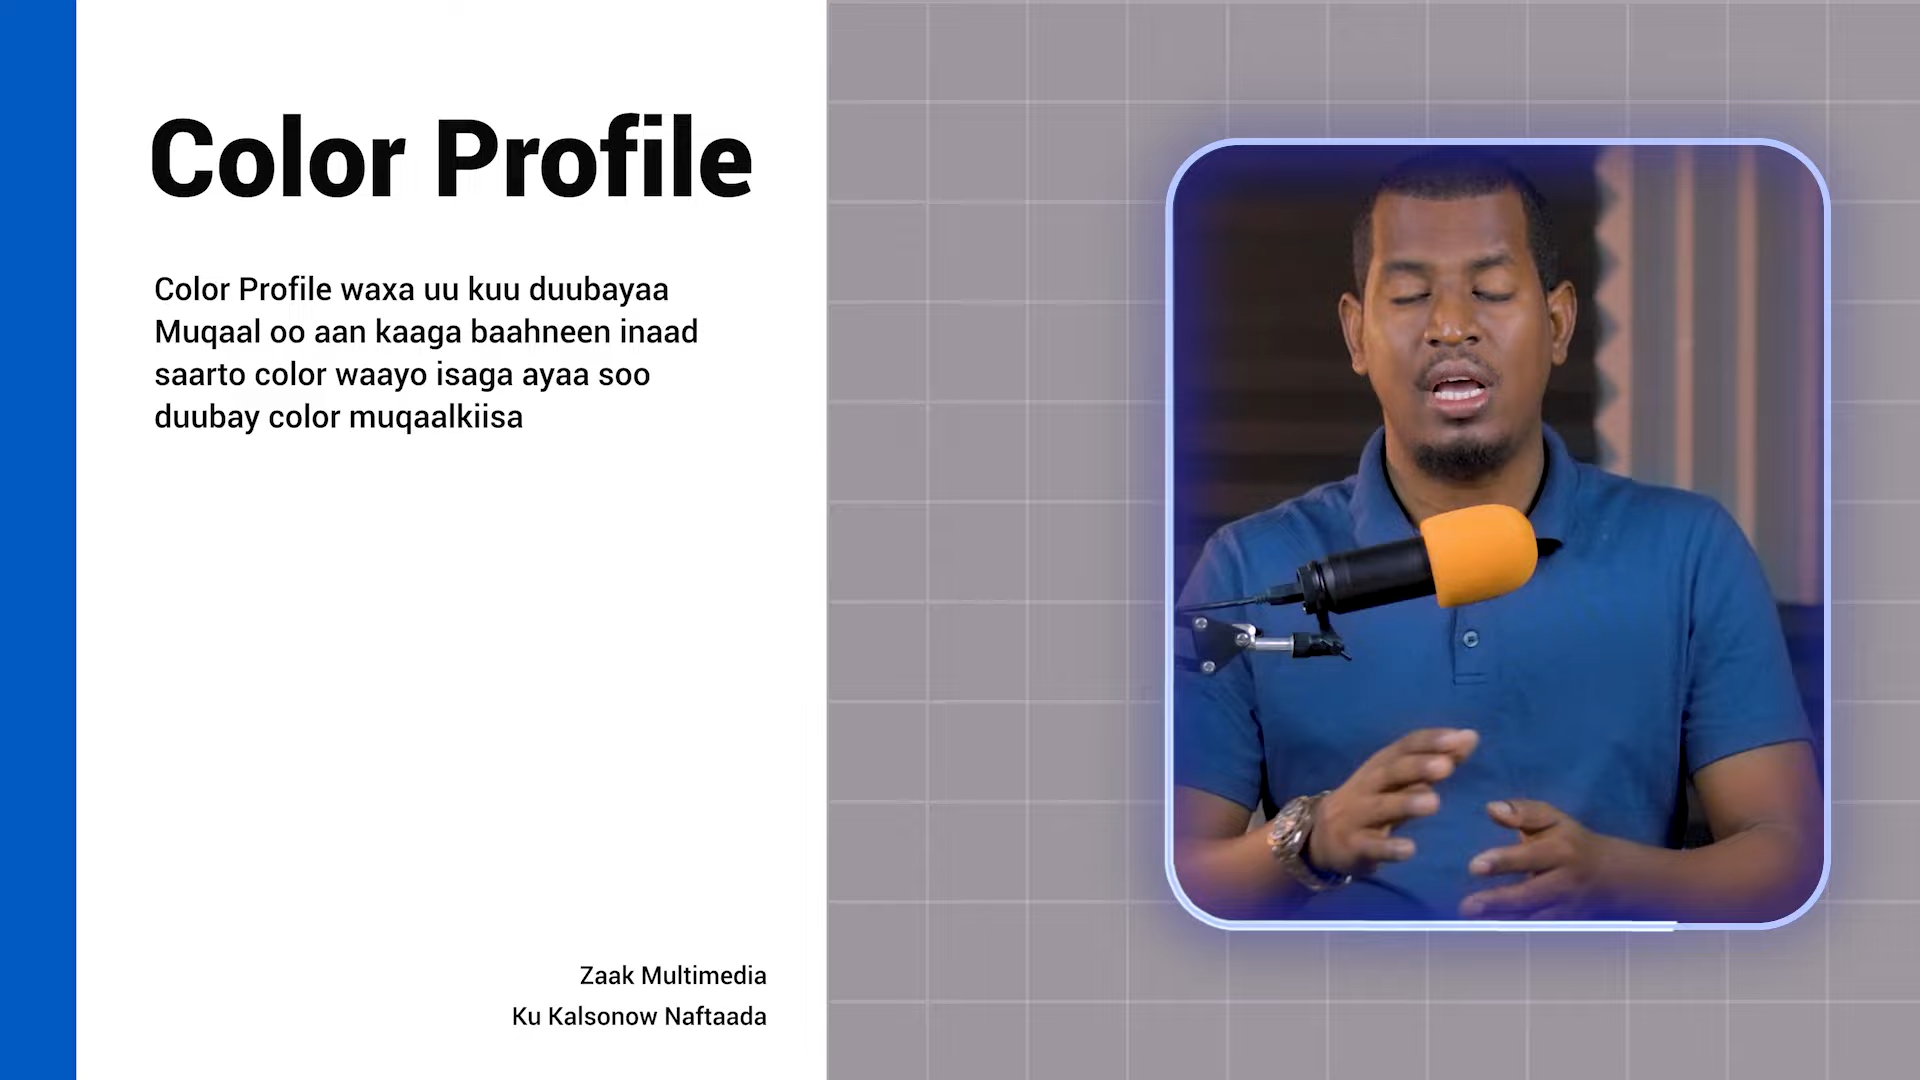 Color Profile
Color Profile waxa uu kuu duubayaa
Muqaal oo aan kaaga baahneen inaad
saarto color waayo isaga ayaa soo
duubay color muqaalkiisa
Zaak Multimedia
Ku Kalsonow Naftaada